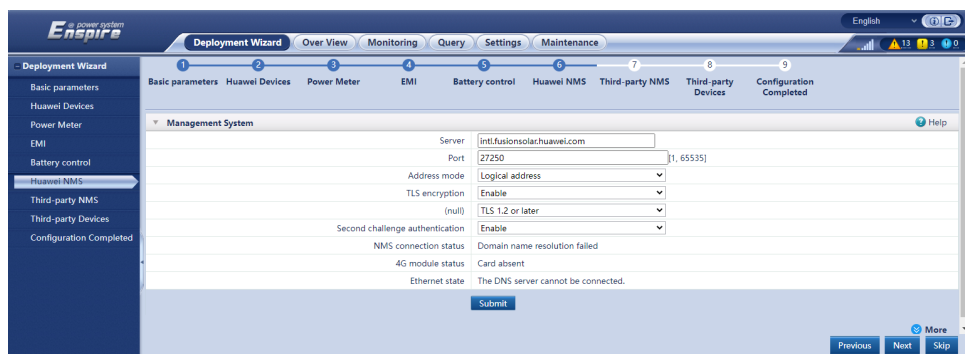 Enspire power system
English
Deployment Wizard Over View Monitoring Query Settings Maintenance
13 3 0
Deployment Wizard
Basic parameters
Huawei Devices
Power Meter
EMI
Battery control
Huawei NMS
Third-party NMS
Third-party Devices
Configuration Completed
1 2 3 4 5 6 7 8 9
Basic parameters Huawei Devices Power Meter EMI Battery control Huawei NMS Third-party NMS Third-party Devices Configuration Completed
Management System Help
Server intl.fusionsolar.huawei.com
Port 27250 [1, 65535]
Address mode Logical address
TLS encryption Enable
(null) TLS 1.2 or later
Second challenge authentication Enable
NMS connection status Domain name resolution failed
4G module status Card absent
Ethernet state The DNS server cannot be connected.
Submit
More
Previous Next Skip